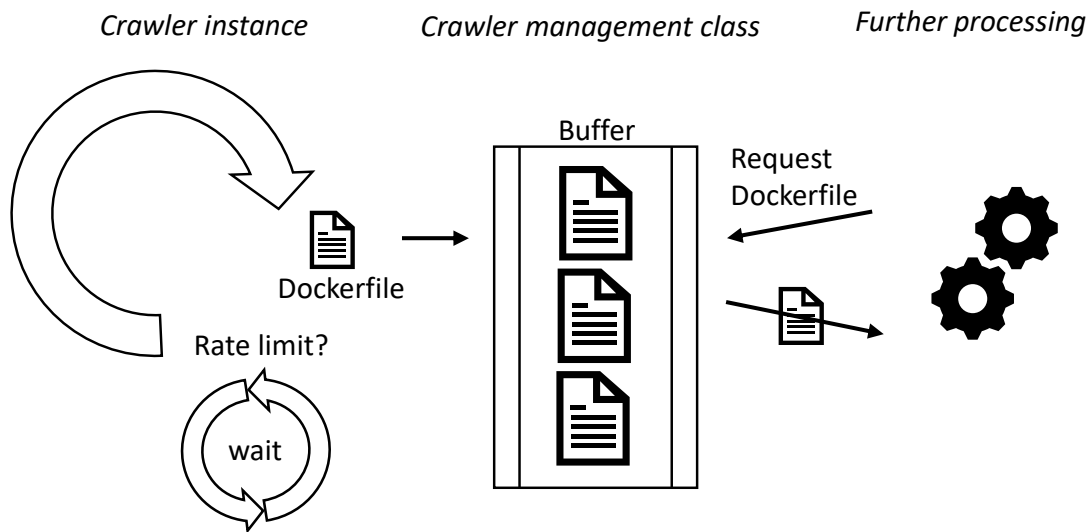 Crawler instance
Crawler management class
Further processing
Buffer
Request
Dockerfile
Dockerfile
Rate limit?
wait